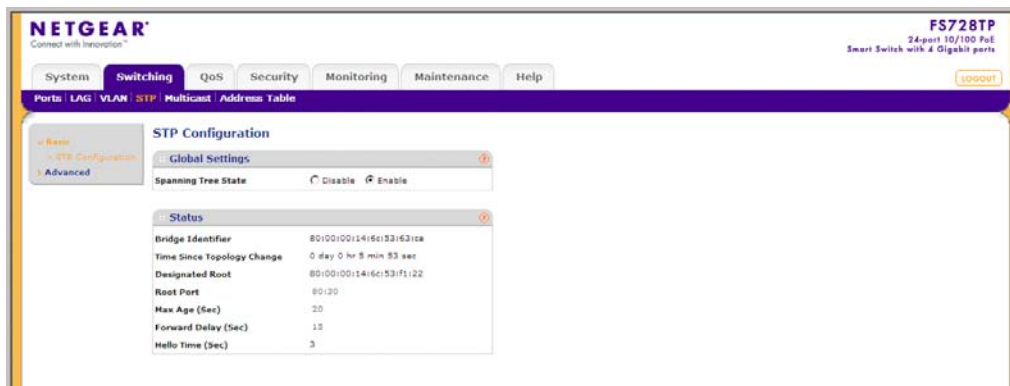 NETGEAR
Connect with Innovation™
FS728TP
24-port 10/100 PoE
Smart Switch with 4 Gigabit ports
System Switching QoS Security Monitoring Maintenance Help
LOGOUT
Ports LAG VLAN STP Multicast Address Table
Basic
STP Configuration
Advanced
STP Configuration
Global Settings
Spanning Tree State Disable Enable
Status
Bridge Identifier 80:00:00:14:6c:53:63:ca
Time Since Topology Change 0 day 0 hr 5 min 53 sec
Designated Root 80:00:00:14:6c:53:f1:22
Root Port 80:20
Max Age (Sec) 20
Forward Delay (Sec) 15
Hello Time (Sec) 3